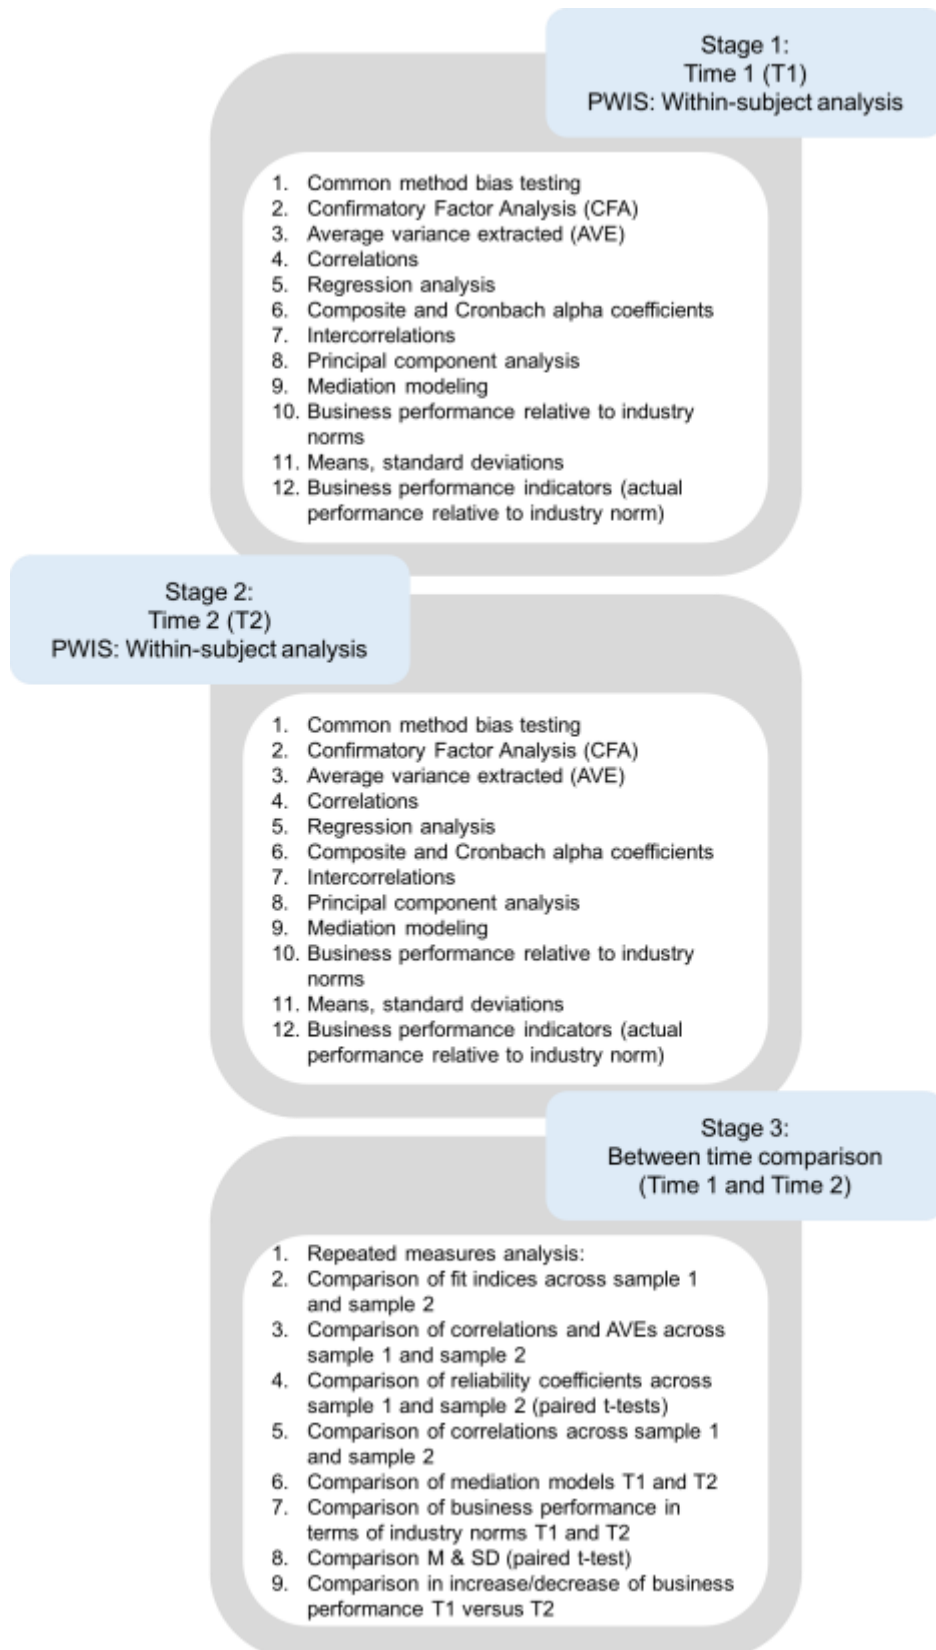 Stage 1:
Time 1 (T1)
PWIS: Within-subject analysis
1. Common method bias testing
2. Confirmatory Factor Analysis (CFA)
3. Average variance extracted (AVE)
4. Correlations
5. Regression analysis
6. Composite and Cronbach alpha coefficients
7. Intercorrelations
8. Principal component analysis
9. Mediation modeling
10. Business performance relative to industry
norms
11. Means, standard deviations
12. Business performance indicators (actual
performance relative to industry norm)
Stage 2:
Time 2 (T2)
PWIS: Within-subject analysis
1. Common method bias testing
2. Confirmatory Factor Analysis (CFA)
3. Average variance extracted (AVE)
4. Correlations
5. Regression analysis
6. Composite and Cronbach alpha coefficients
7. Intercorrelations
8. Principal component analysis
9. Mediation modeling
10. Business performance relative to industry
norms
11. Means, standard deviations
12. Business performance indicators (actual
performance relative to industry norm)
Stage 3:
Between time comparison
(Time 1 and Time 2)
1. Repeated measures analysis:
2. Comparison of fit indices across sample 1
and sample 2
3. Comparison of correlations and AVEs across
sample 1 and sample 2
4. Comparison of reliability coefficients across
sample 1 and sample 2 (paired t-tests)
5. Comparison of correlations across sample 1
and sample 2
6. Comparison of mediation models T1 and T2
7. Comparison of business performance in
terms of industry norms T1 and T2
8. Comparison M & SD (paired t-test)
9. Comparison in increase/decrease of business
performance T1 versus T2